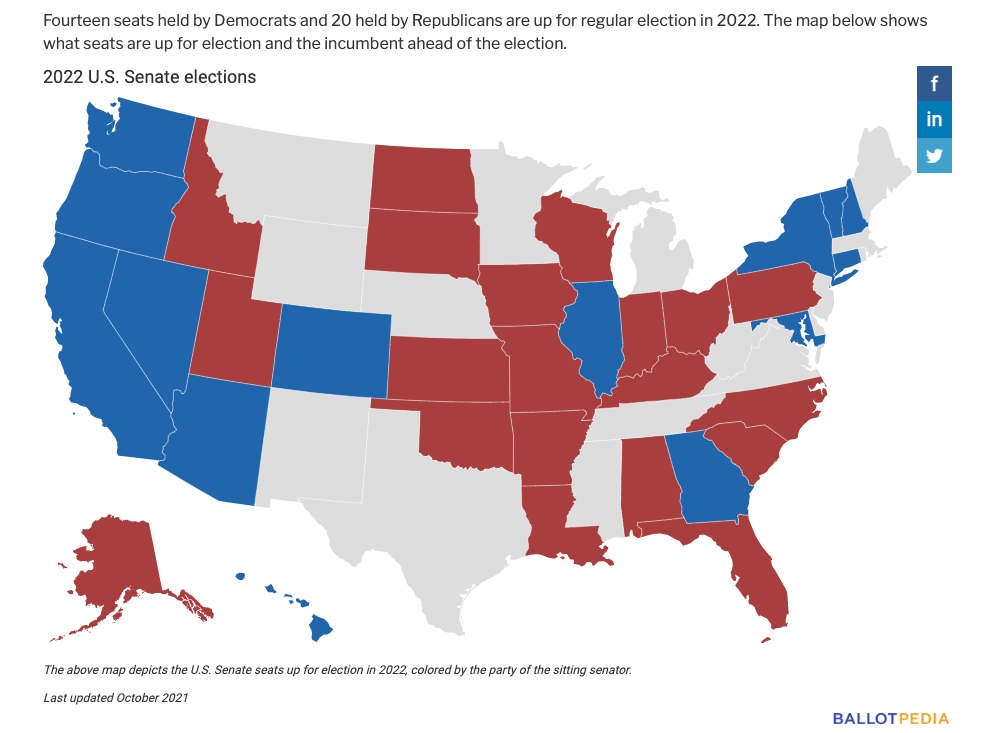 Fourteen seats held by Democrats and 20 held by Republicans are up for regular election in 2022. The map below shows
what seats are up for election and the incumbent ahead of the election.
2022 U.S. Senate elections
f
in
The above map depicts the U.S. Senate seats up for election in 2022, colored by the party of the sitting senator.
Last updated October 2021
BALLOTPEDIA